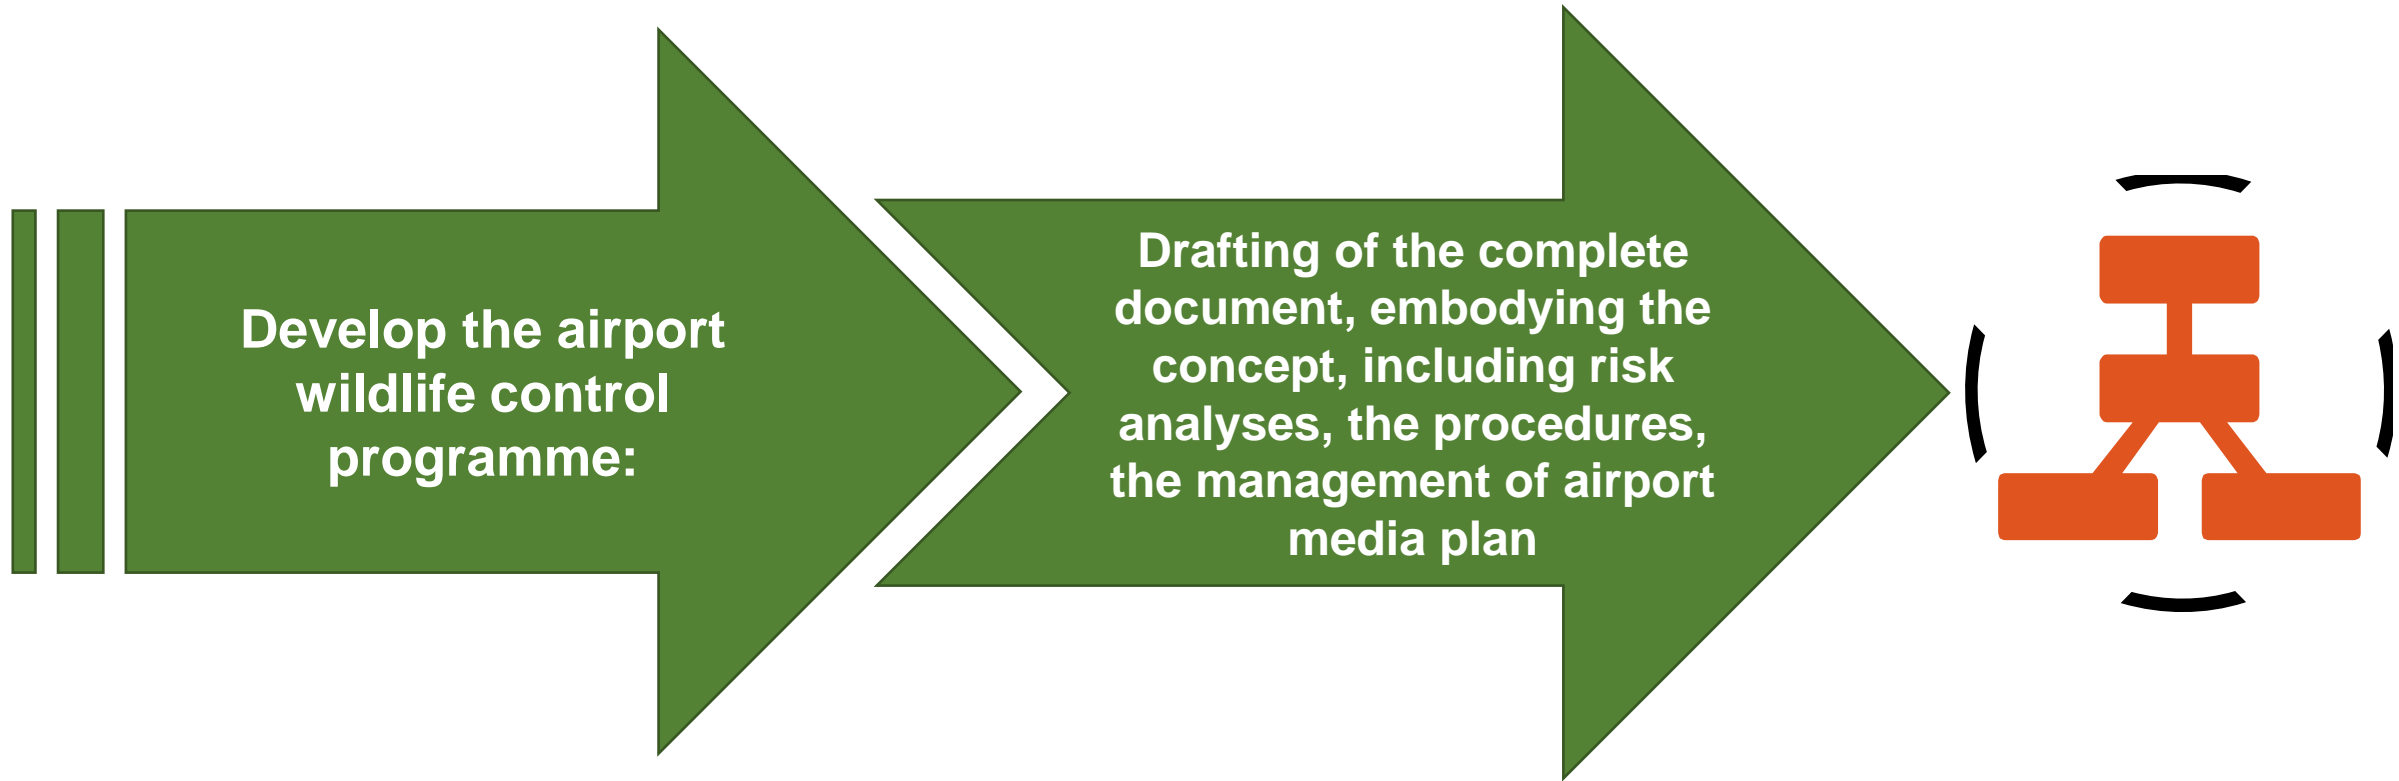 Develop the airport
wildlife control
programme:
Drafting of the complete
document, embodying the
concept, including risk
analyses, the procedures,
the management of airport
media plan